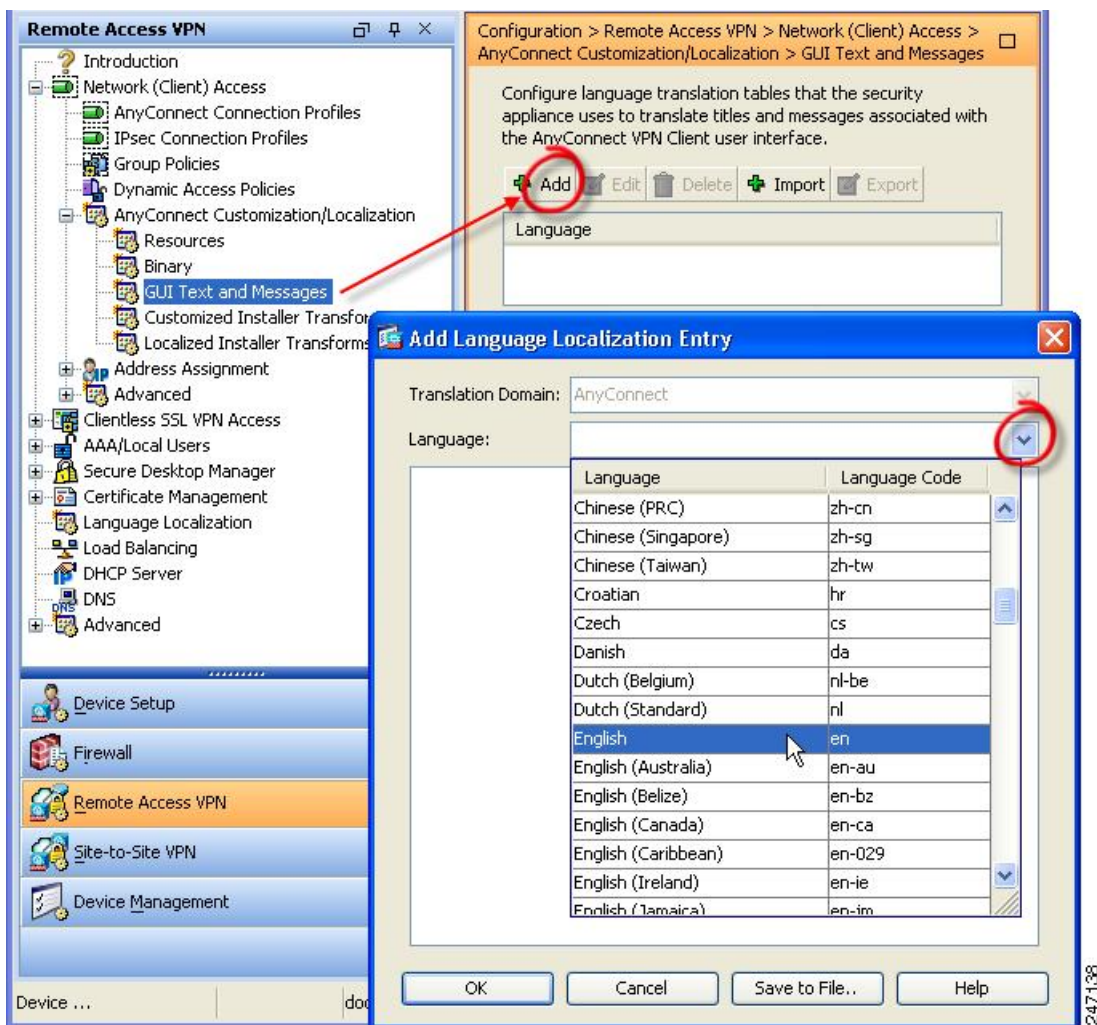 Remote Access VPN
Introduction
Network (Client) Access
AnyConnect Connection Profiles
IPsec Connection Profiles
Group Policies
Dynamic Access Policies
AnyConnect Customization/Localization
Resources
Binary
GUI Text and Messages
Customized Installer Transfor
Localized Installer Transforms
Address Assignment
Advanced
Clientless SSL VPN Access
AAA/Local Users
Secure Desktop Manager
Certificate Management
Language Localization
Load Balancing
DHCP Server
DNS
Advanced
Device Setup
Firewall
Remote Access VPN
Site-to-Site VPN
Device Management
Device ...
doc
Configuration > Remote Access VPN > Network (Client) Access >
AnyConnect Customization/Localization > GUI Text and Messages
Configure language translation tables that the security
appliance uses to translate titles and messages associated with
the AnyConnect VPN Client user interface.
Add Edit Delete Import Export
Language
Add Language Localization Entry
Translation Domain: AnyConnect
Language:
Language Language Code
Chinese (PRC) zh-cn
Chinese (Singapore) zh-sg
Chinese (Taiwan) zh-tw
Croatian hr
Czech cs
Danish da
Dutch (Belgium) nl-be
Dutch (Standard) nl
English en
English (Australia) en-au
English (Belize) en-bz
English (Canada) en-ca
English (Caribbean) en-029
English (Ireland) en-ie
English (Jamaica) en-jm
OK Cancel Save to File.. Help
247138